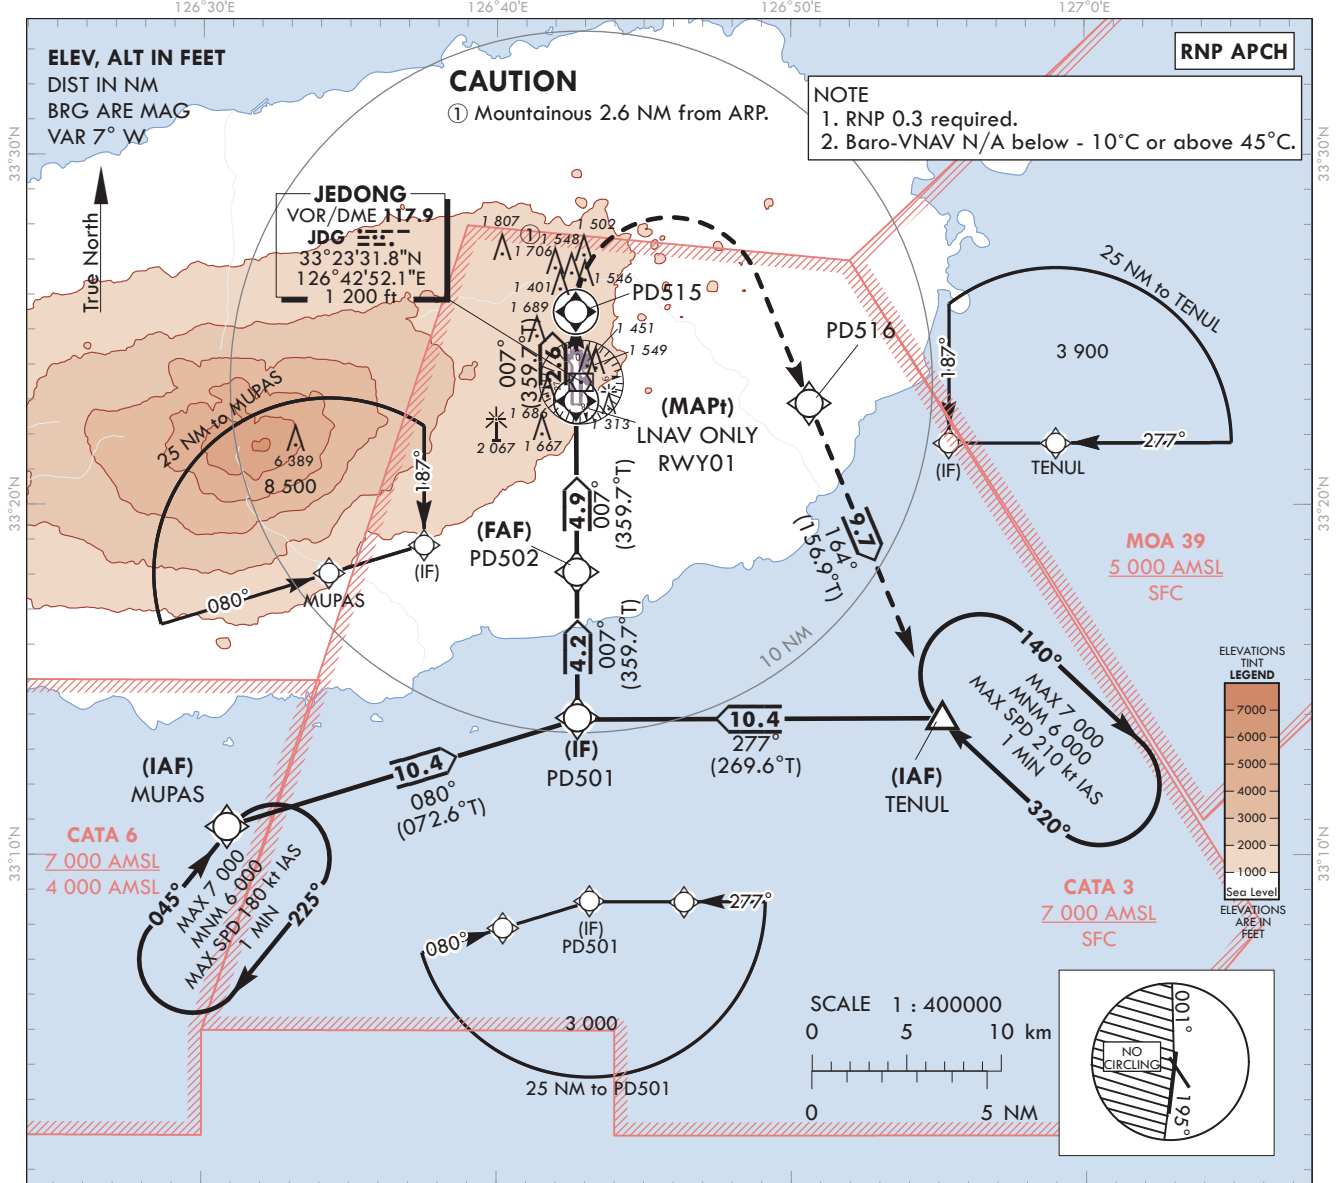 126°30'E
126°40'E
126°50'E
127°0'E
ELEV, ALT IN FEET
DIST IN NM
BRG ARE MAG
VAR 7° W
True North
CAUTION
① Mountainous 2.6 NM from ARP.
RNP APCH
NOTE
1. RNP 0.3 required.
2. Baro-VNAV N/A below - 10°C or above 45°C.
33°30'N
33°30'N
JEDONG
VOR/DME 117.9
JDG
33°23'31.8"N
126°42'52.1"E
1 200 ft
1 807
①
1 502
1 548
1 706
1 546
1 401
1 689
1 451
1 549
1 686
1 313
2 067
1 667
PD515
007°
(359.7°T)
2.6
PD516
(MAPt)
LNAV ONLY
RWY01
25 NM to TENUL
3 900
187°
277°
(IF)
TENUL
25 NM to MUPAS
6 389
8 500
187°
080°
MUPAS
(IF)
33°20'N
33°20'N
4.9
007°
(359.7°T)
(FAF)
PD502
9.7
164°
(156.9°T)
MOA 39
5 000 AMSL
SFC
4.2
007°
(359.7°T)
10 NM
140°
MAX 7 000
MNM 6 000
MAX SPD 210 kt IAS
1 MIN
320°
ELEVATIONS
TINT
LEGEND
7000
6000
5000
4000
3000
2000
1000
Sea Level
ELEVATIONS
ARE IN
FEET
(IF)
PD501
10.4
277°
(269.6°T)
(IAF)
TENUL
(IAF)
MUPAS
10.4
080°
(072.6°T)
CATA 6
7 000 AMSL
4 000 AMSL
33°10'N
33°10'N
045°
MAX 7 000
MNM 6 000
MAX SPD 180 kt IAS
1 MIN
225°
CATA 3
7 000 AMSL
SFC
080°
(IF)
PD501
277°
3 000
25 NM to PD501
SCALE 1 : 400000
0 5 10 km
0 5 NM
NO
CIRCLING
001°
195°